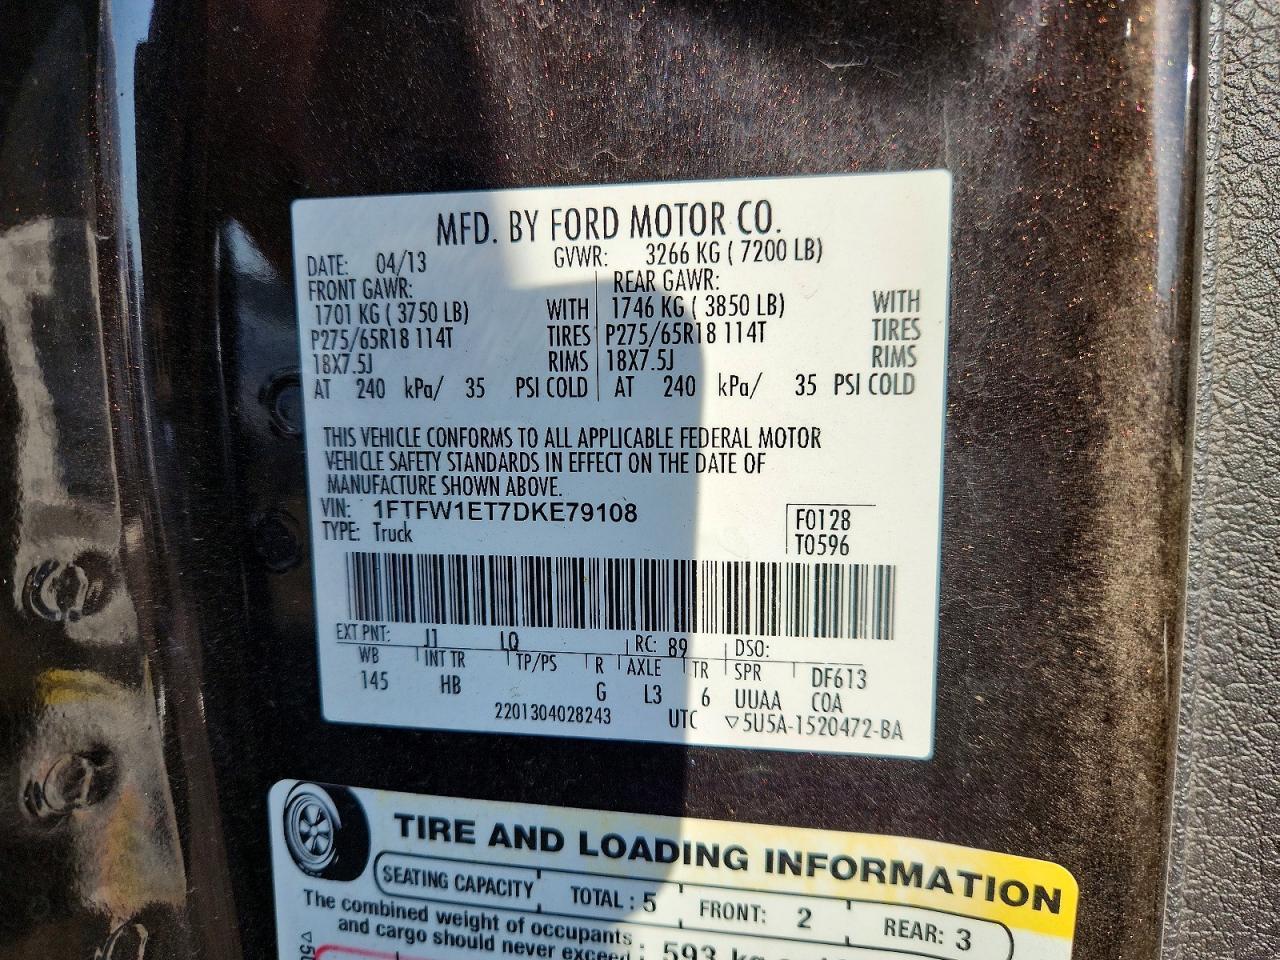 MFD. BY FORD MOTOR CO.
DATE: 04/13 GVWR: 3266 KG ( 7200 LB)
FRONT GAWR: REAR GAWR:
1701 KG ( 3750 LB) WITH 1746 KG ( 3850 LB) WITH
P275/65R18 114T TIRES P275/65R18 114T TIRES
18X7.5J RIMS 18X7.5J RIMS
AT 240 kPa/ 35 PSI COLD AT 240 kPa/ 35 PSI COLD
THIS VEHICLE CONFORMS TO ALL APPLICABLE FEDERAL MOTOR
VEHICLE SAFETY STANDARDS IN EFFECT ON THE DATE OF
MANUFACTURE SHOWN ABOVE.
VIN: 1FTFW1ET7DKE79108 F0128
TYPE: Truck T0596
EXT PNT: J1 LQ RC: 89 DSO:
WB INT TR TP/PS R AXLE TR SPR DF613
145 HB G L3 6 UUAA COA
2201304028243 UTC ▽5U5A-1520472-BA
TIRE AND LOADING INFORMATION
SEATING CAPACITY TOTAL : 5 FRONT: 2 REAR: 3
The combined weight of occupants
and cargo should never exceed : 593 kg